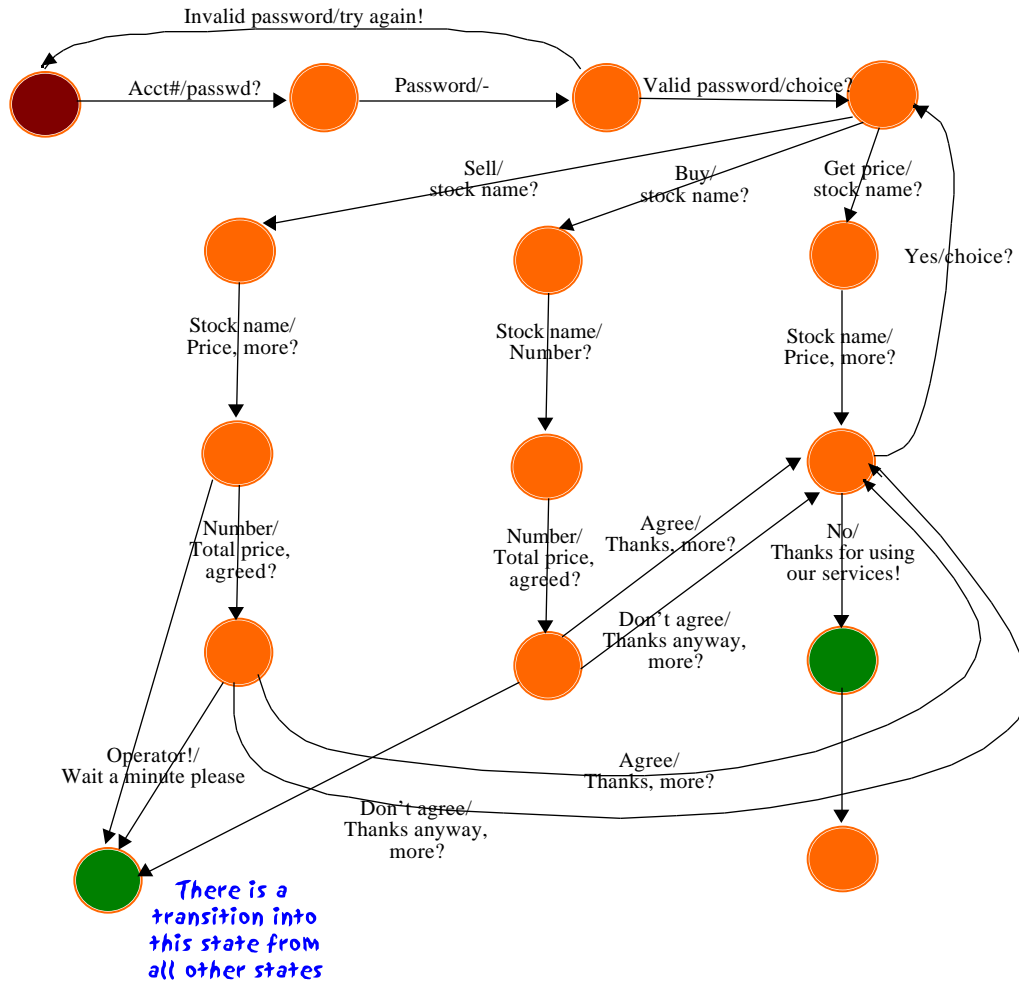 Invalid password/try again!
Acct#/passwd?
Password/-
Valid password/choice?
Sell/
stock name?
Buy/
stock name?
Get price/
stock name?
Yes/choice?
Stock name/
Price, more?
Stock name/
Number?
Stock name/
Price, more?
Number/
Total price,
agreed?
Number/
Total price,
agreed?
Agree/
Thanks, more?
No/
Thanks for using
our services!
Don't agree/
Thanks anyway,
more?
Operator!/
Wait a minute please
Agree/
Thanks, more?
Don't agree/
Thanks anyway,
more?
There is a
transition into
this state from
all other states